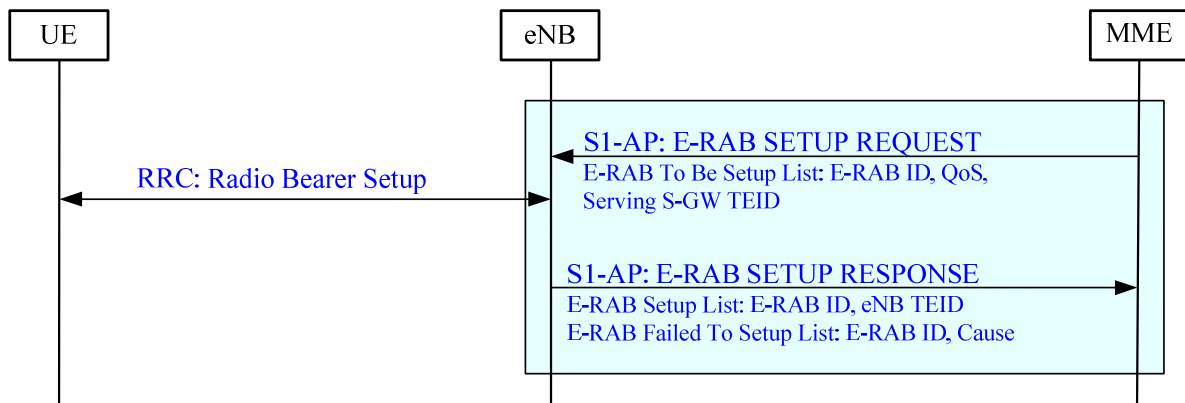 UE
eNB
MME
S1-AP: E-RAB SETUP REQUEST
E-RAB To Be Setup List: E-RAB ID, QoS,
Serving S-GW TEID
RRC: Radio Bearer Setup
S1-AP: E-RAB SETUP RESPONSE
E-RAB Setup List: E-RAB ID, eNB TEID
E-RAB Failed To Setup List: E-RAB ID, Cause